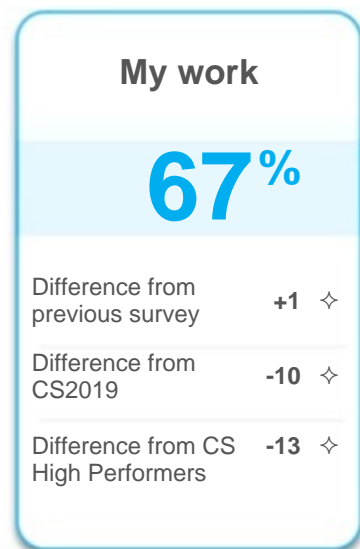 My work
67%
Difference from
previous survey +1 ✧
Difference from
CS2019 -10 ✧
Difference from CS -13 ✧
High Performers